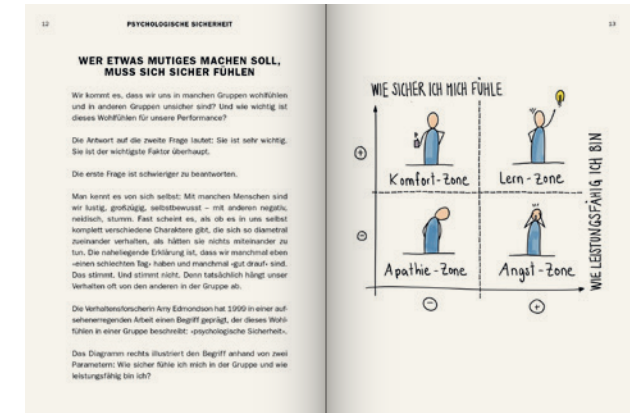 12
PSYCHOLOGISCHE SICHERHEIT
WER ETWAS MUTIGES MACHEN SOLL,
MUSS SICH SICHER FÜHLEN
Wir kommt es, dass wir uns in manchen Gruppen wohlfühlen
und in anderen Gruppen unsicher sind? Und wie wichtig ist
dieses Wohlfühlen für unsere Performance?
Die Antwort auf die zweite Frage lautet: Sie ist sehr wichtig.
Sie ist der wichtigste Faktor überhaupt.
Die erste Frage ist schwieriger zu beantworten.
Man kennt es von sich selbst: Mit manchen Menschen sind
wir lustig, großzügig, selbstbewusst – mit anderen negativ,
neidisch, stumm. Fast scheint es, als ob es in uns selbst
komplett verschiedene Charaktere gibt, die sich so diametral
zueinander verhalten, als hätten sie nichts miteinander zu
tun. Die naheliegende Erklärung ist, dass wir manchmal eben
«einen schlechten Tag» haben und manchmal «gut drauf» sind.
Das stimmt. Und stimmt nicht. Denn tatsächlich hängt unser
Verhalten oft von den anderen in der Gruppe ab.
Die Verhaltensforscherin Amy Edmondson hat 1999 in einer auf-
sehenerregenden Arbeit einen Begriff geprägt, der dieses Wohl-
fühlen in einer Gruppe beschreibt: «psychologische Sicherheit».
Das Diagramm rechts illustriert den Begriff anhand von zwei
Parametern: Wie sicher fühle ich mich in der Gruppe und wie
leistungsfähig bin ich?
13
WIE SICHER ICH MICH FÜHLE
+
Komfort-Zone
Lern-Zone
−
Apathie-Zone
Angst-Zone
−
+
WIE LEISTUNGSFÄHIG ICH BIN